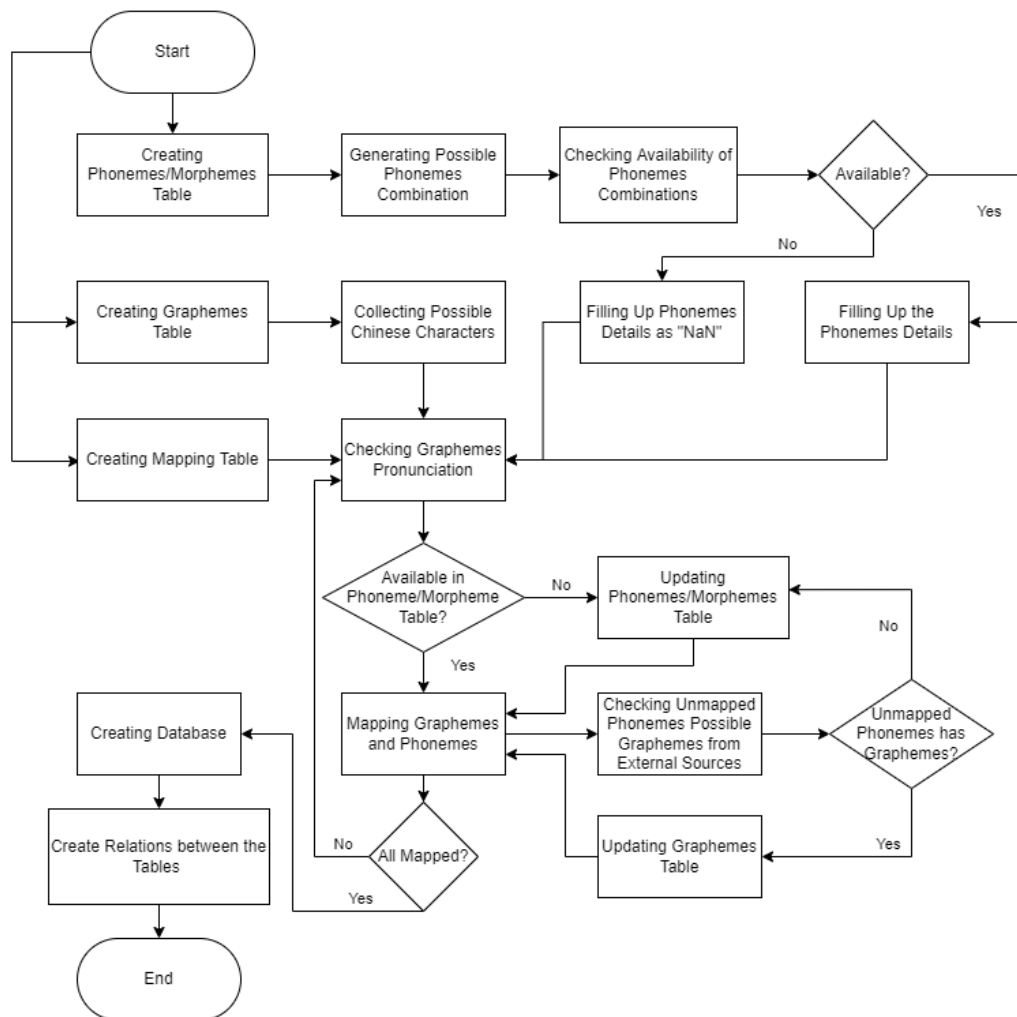 Start
Creating
Phonemes/Morphemes
Table
Generating Possible
Phonemes
Combination
Checking Availability of
Phonemes
Combinations
Available?
Yes
No
Creating Graphemes
Table
Collecting Possible
Chinese Characters
Filling Up Phonemes
Details as "NaN"
Filling Up the
Phonemes Details
Creating Mapping Table
Checking Graphemes
Pronunciation
Available in
Phoneme/Morpheme
Table?
No
Updating
Phonemes/Morphemes
Table
No
Yes
Creating Database
Mapping Graphemes
and Phonemes
Checking Unmapped
Phonemes Possible
Graphemes from
External Sources
Unmapped
Phonemes has
Graphemes?
Create Relations between the
Tables
No
All Mapped?
Yes
Updating Graphemes
Table
Yes
End